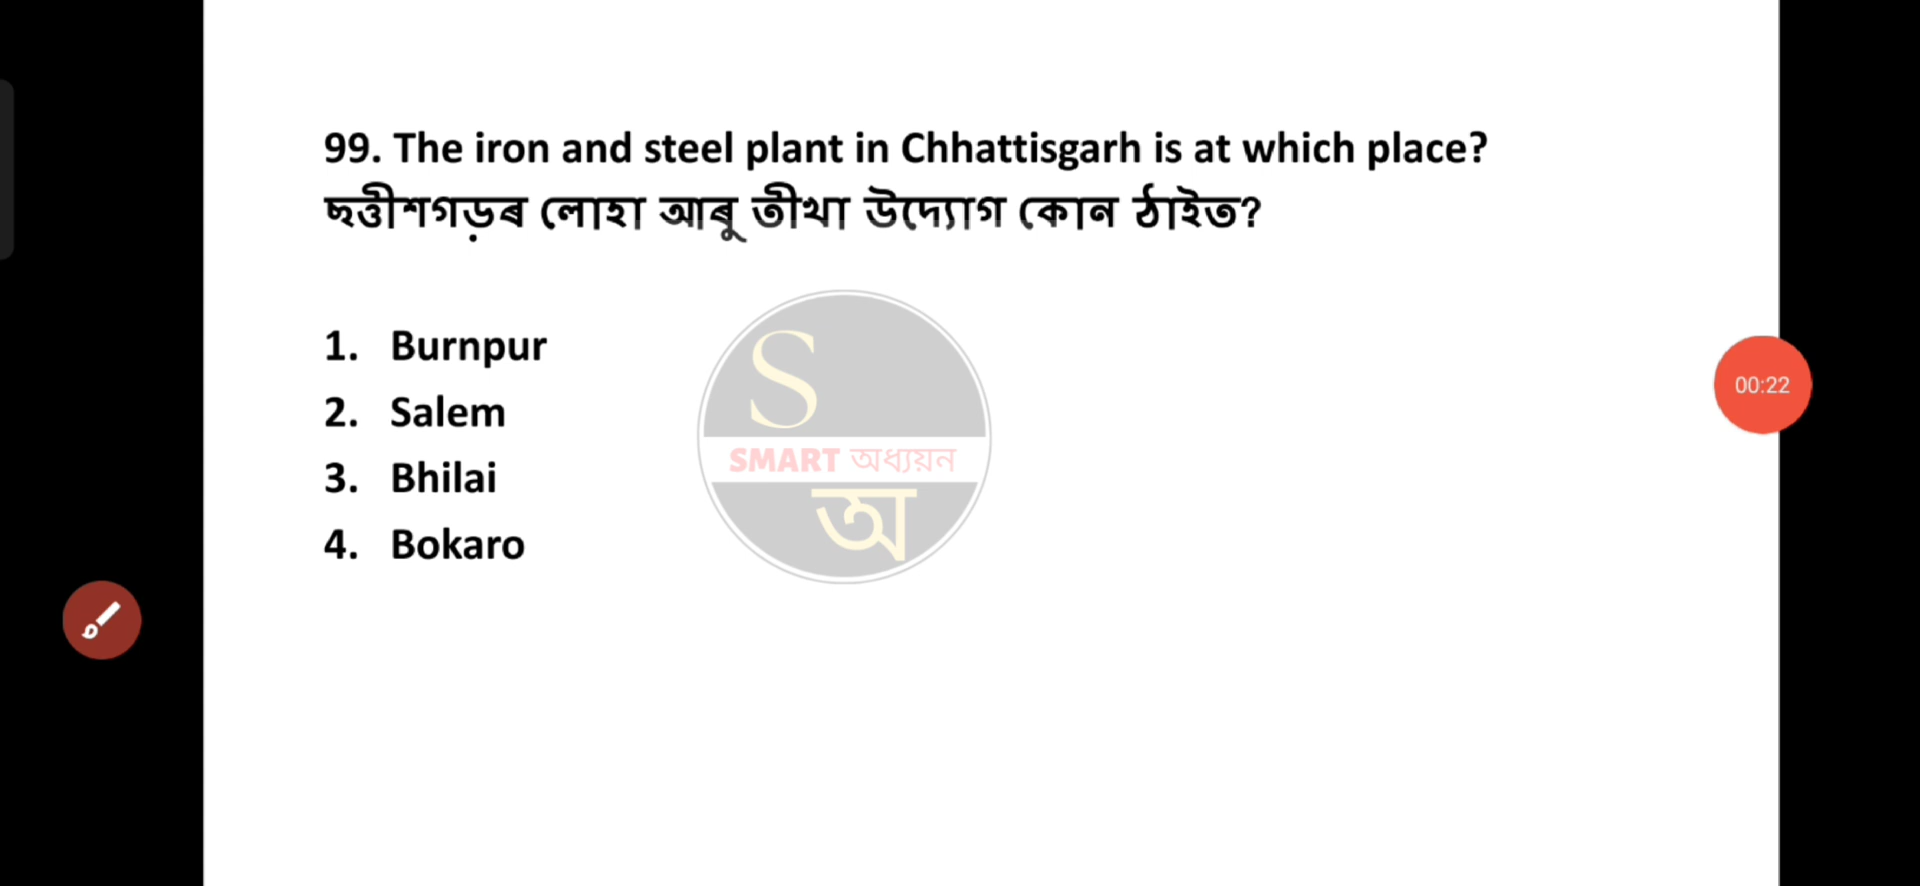 99. The iron and steel plant in Chhattisgarh is at which place?
ছত্তীশগড়ৰ লোহা আৰু তীখা উদ্যোগ কোন ঠাইত?
1. Burnpur
2. Salem
3. Bhilai
4. Bokaro
S
SMART অধ্যয়ন
অ
00:22